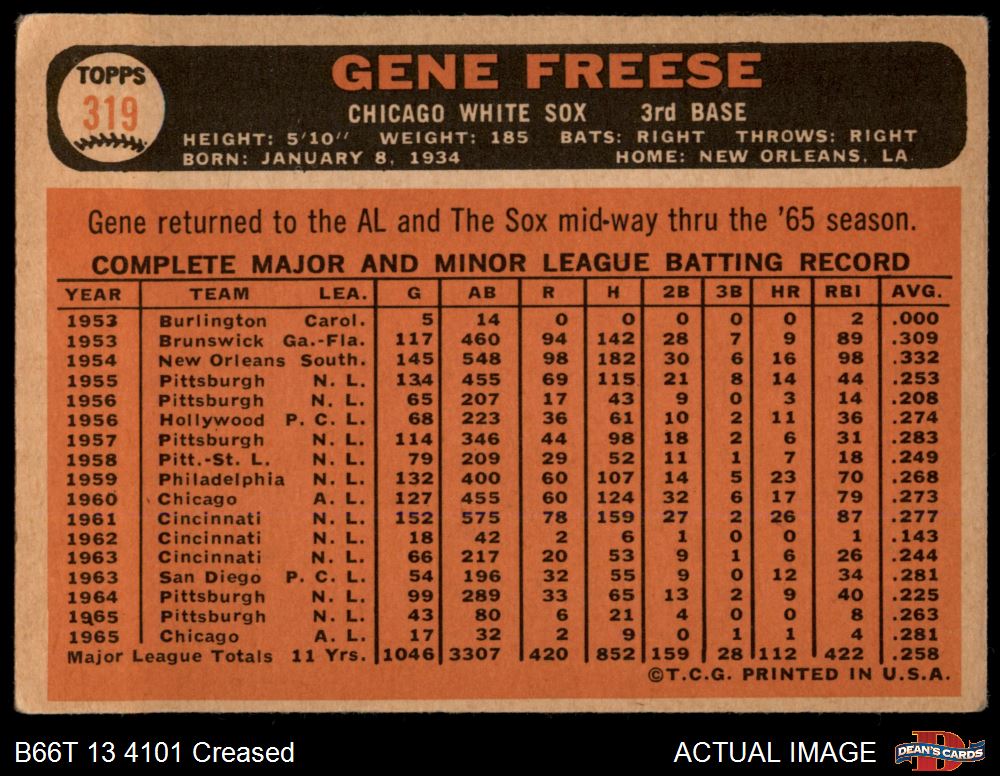 TOPPS
319
GENE FREESE
CHICAGO WHITE SOX 3rd BASE
HEIGHT: 5'10" WEIGHT: 185 BATS: RIGHT THROWS: RIGHT
BORN: JANUARY 8, 1934 HOME: NEW ORLEANS, LA.
Gene returned to the AL and The Sox mid-way thru the '65 season.
COMPLETE MAJOR AND MINOR LEAGUE BATTING RECORD
YEAR TEAM LEA. G AB R H 2B 3B HR RBI AVG.
1953 Burlington Carol. 5 14 0 0 0 0 0 2 .000
1953 Brunswick Ga.-Fla. 117 460 94 142 28 7 9 89 .309
1954 New Orleans South. 145 548 98 182 30 6 16 98 .332
1955 Pittsburgh N. L. 134 455 69 115 21 8 14 44 .253
1956 Pittsburgh N. L. 65 207 17 43 9 0 3 14 .208
1956 Hollywood P. C. L. 68 223 36 61 10 2 11 36 .274
1957 Pittsburgh N. L. 114 346 44 98 18 2 6 31 .283
1958 Pitt.-St. L. N. L. 79 209 29 52 11 1 7 18 .249
1959 Philadelphia N. L. 132 400 60 107 14 5 23 70 .268
1960 Chicago A. L. 127 455 60 124 32 6 17 79 .273
1961 Cincinnati N. L. 152 575 78 159 27 2 26 87 .277
1962 Cincinnati N. L. 18 42 2 6 1 0 0 1 .143
1963 Cincinnati N. L. 66 217 20 53 9 1 6 26 .244
1963 San Diego P. C. L. 54 196 32 55 9 0 12 34 .281
1964 Pittsburgh N. L. 99 289 33 65 13 2 9 40 .225
1965 Pittsburgh N. L. 43 80 6 21 4 0 0 8 .263
1965 Chicago A. L. 17 32 2 9 0 1 1 4 .281
Major League Totals 11 Yrs. 1046 3307 420 852 159 28 112 422 .258
©T.C.G. PRINTED IN U.S.A.
B66T 13 4101 Creased ACTUAL IMAGE
DEAN'S CARDS